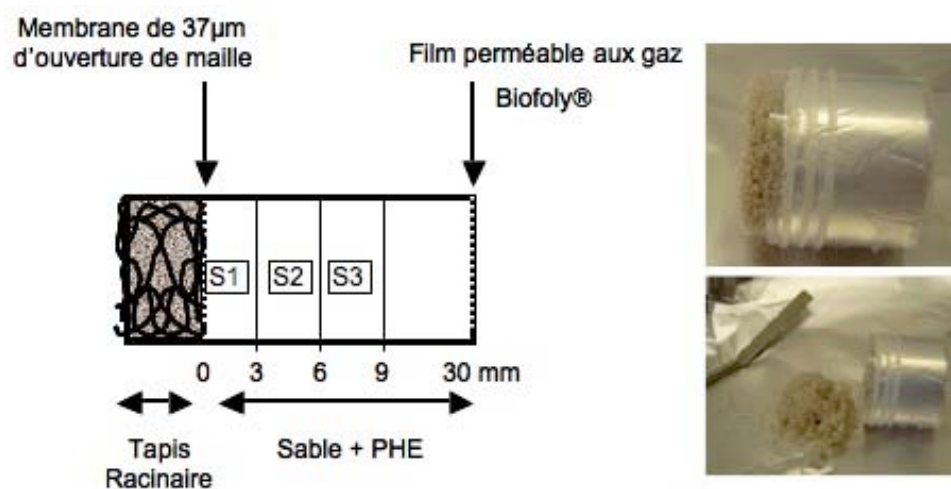 Membrane de 37µm
d'ouverture de maille
Film perméable aux gaz
Biofoly®
S1
S2
S3
0
3
6
9
30 mm
Tapis
Racinaire
Sable + PHE